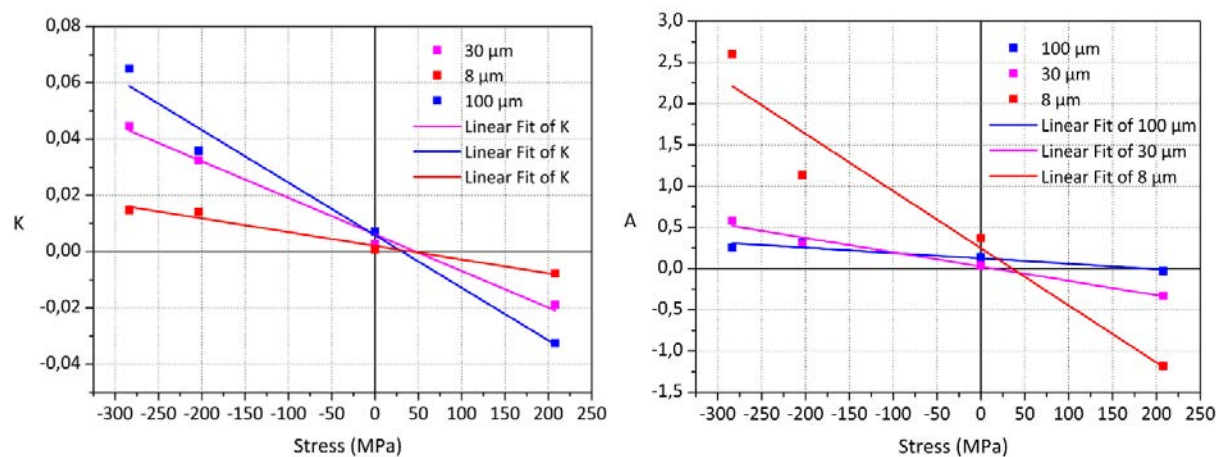 0,08
0,06
0,04
0,02
0,00
-0,02
-0,04
K
30 µm
8 µm
100 µm
Linear Fit of K
Linear Fit of K
Linear Fit of K
-300 -250 -200 -150 -100 -50 0 50 100 150 200 250
Stress (MPa)
3,0
2,5
2,0
1,5
1,0
0,5
0,0
-0,5
-1,0
-1,5
A
100 µm
30 µm
8 µm
Linear Fit of 100 µm
Linear Fit of 30 µm
Linear Fit of 8 µm
-300 -250 -200 -150 -100 -50 0 50 100 150 200 250
Stress (MPa)